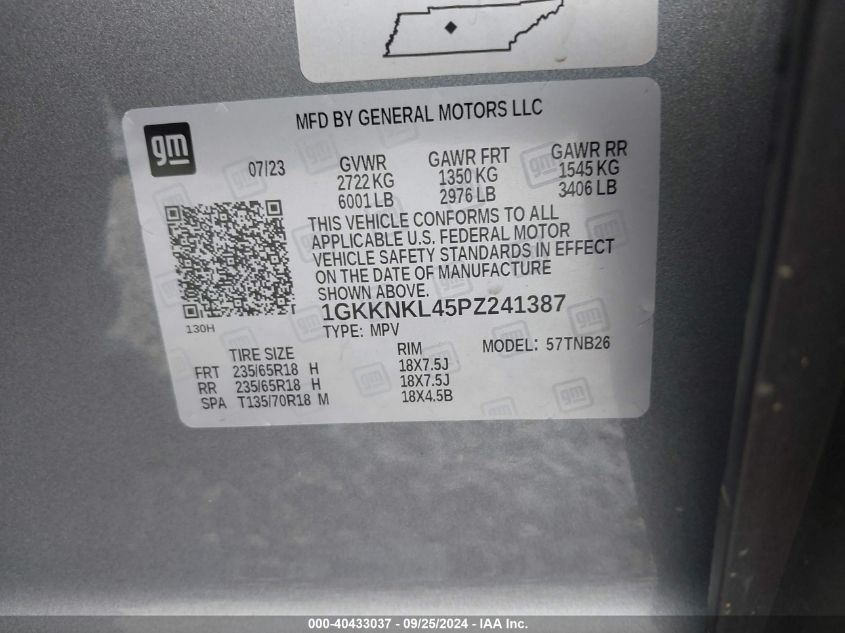 MFD BY GENERAL MOTORS LLC
gm
07/23
GVWR
2722 KG
6001 LB
GAWR FRT
1350 KG
2976 LB
GAWR RR
1545 KG
3406 LB
THIS VEHICLE CONFORMS TO ALL
APPLICABLE U.S. FEDERAL MOTOR
VEHICLE SAFETY STANDARDS IN EFFECT
ON THE DATE OF MANUFACTURE
SHOWN ABOVE.
1GKKNKL45PZ241387
130H
TYPE: MPV
MODEL: 57TNB26
TIRE SIZE RIM
FRT 235/65R18 H 18X7.5J
RR 235/65R18 H 18X7.5J
SPA T135/70R18 M 18X4.5B
000-40433037 - 09/25/2024 - IAA Inc.